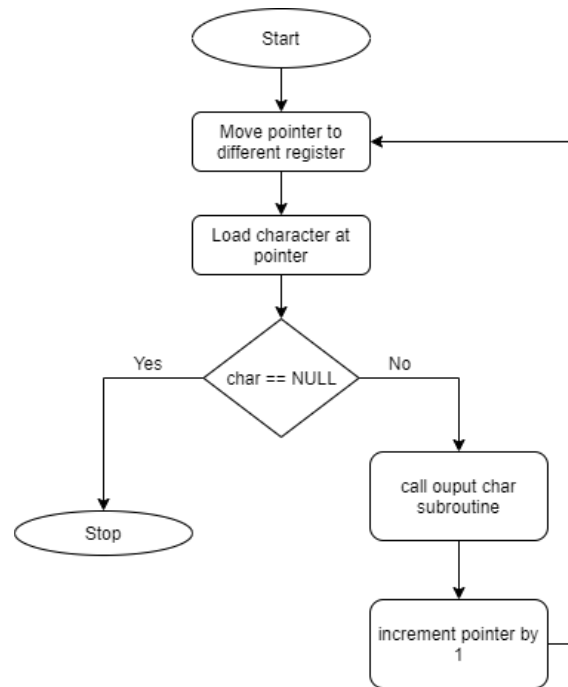 Start
Move pointer to
different register
Load character at
pointer
char == NULL
Yes
No
call ouput char
subroutine
Stop
increment pointer by
1